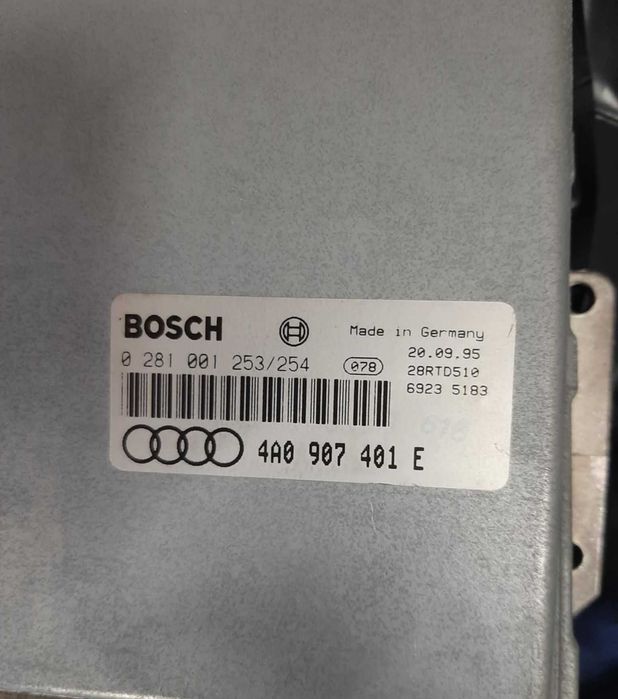 BOSCH
Made in Germany
0 281 001 253/254
078
20.09.95
28RTD510
6923 5183
4A0 907 401 E